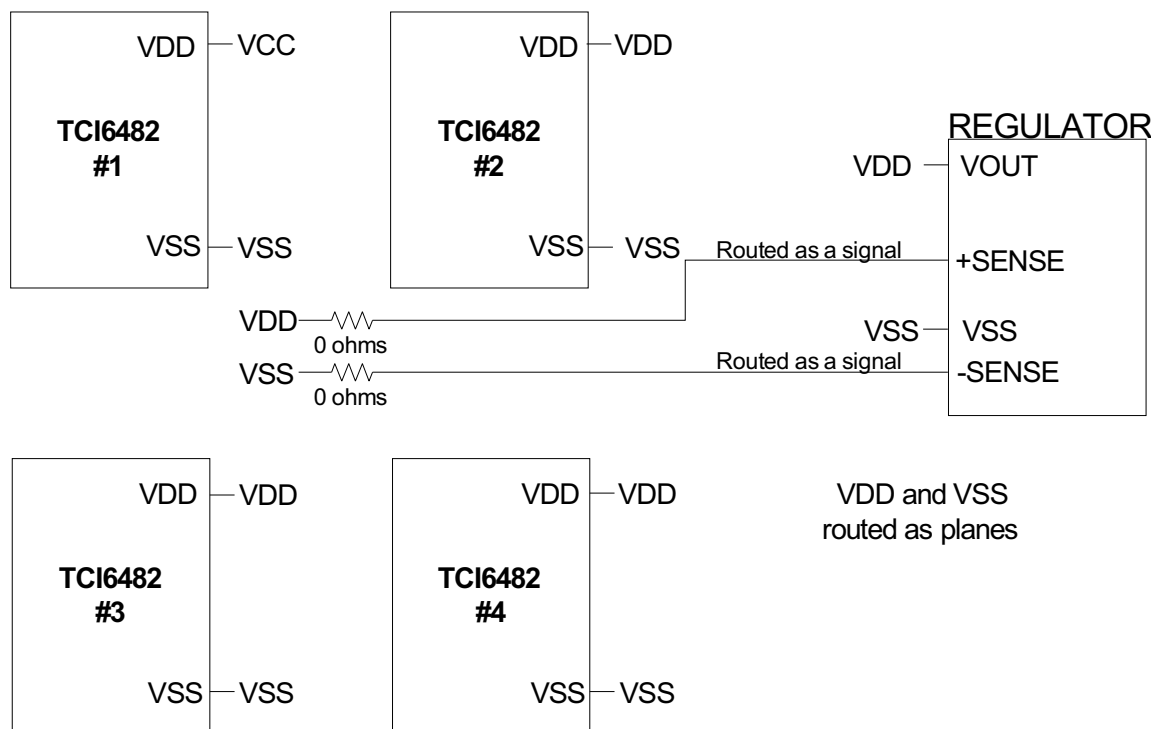 VDD VCC
TCI6482
#1
VSS VSS
VDD VDD
TCI6482
#2
VSS VSS
REGULATOR
VDD VOUT
Routed as a signal +SENSE
VDD
0 ohms
VSS VSS
VSS
0 ohms
Routed as a signal -SENSE
VDD VDD
TCI6482
#3
VSS VSS
VDD VDD
TCI6482
#4
VSS VSS
VDD and VSS
routed as planes